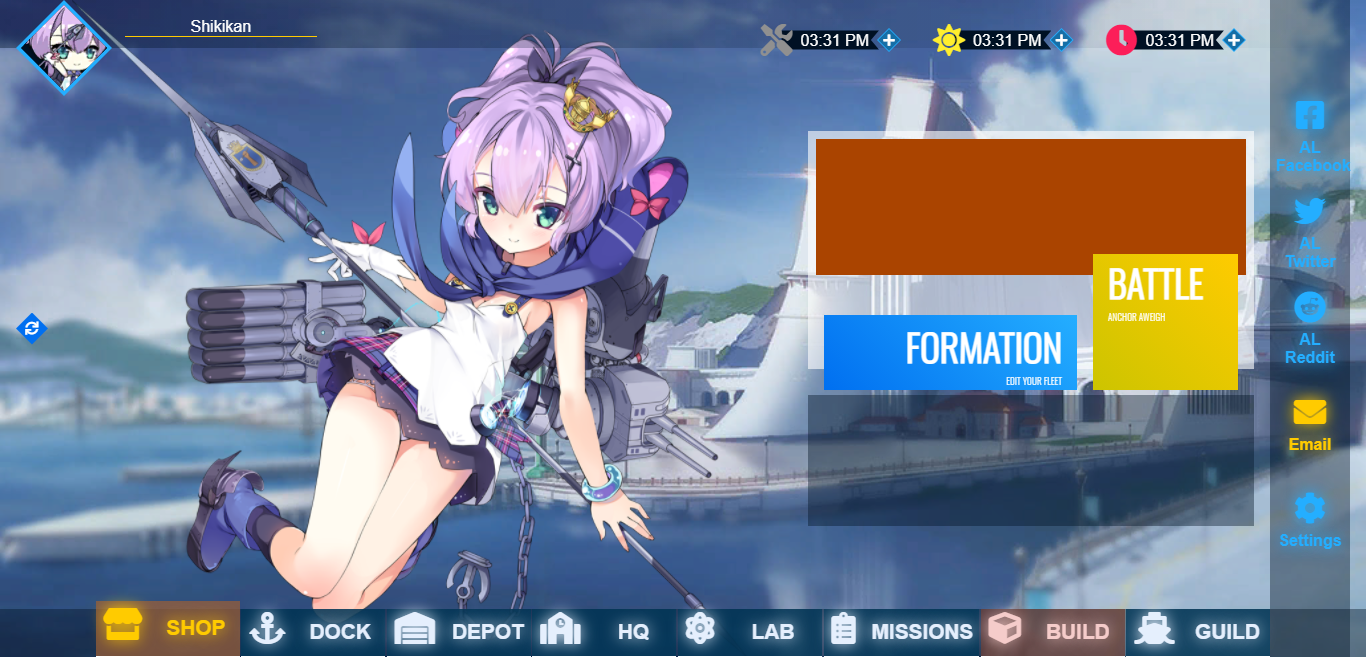 Shikikan
03:31 PM
03:31 PM
03:31 PM
AL
Facebook
AL
Twitter
AL
Reddit
Email
Settings
BATTLE
ANCHOR AWEIGH
FORMATION
EDIT YOUR FLEET
SHOP
DOCK
DEPOT
HQ
LAB
MISSIONS
BUILD
GUILD